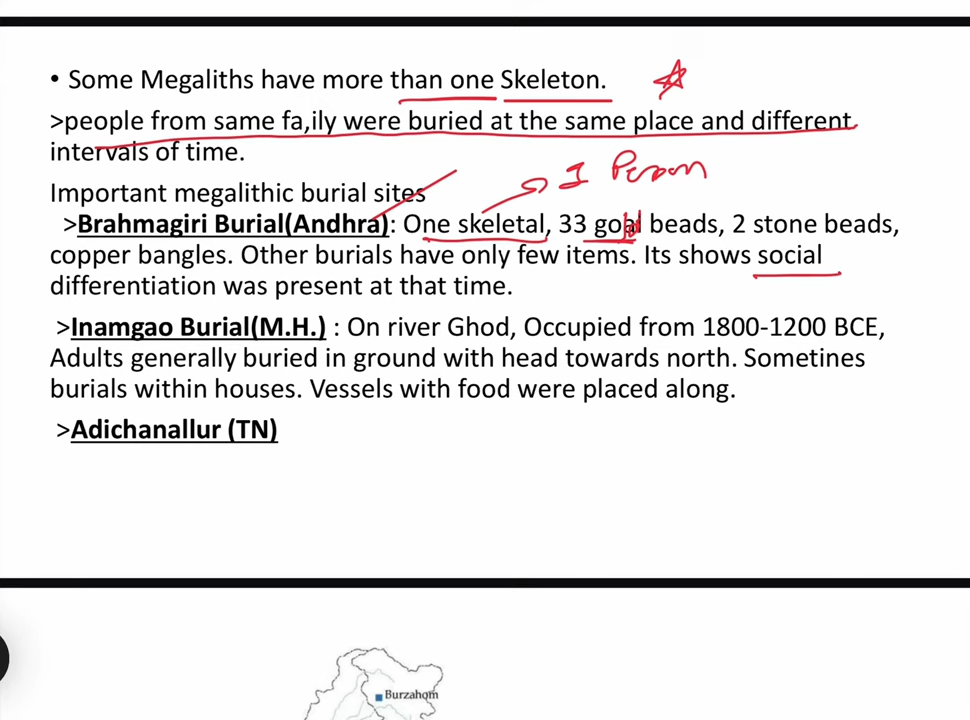 • Some Megaliths have more than one Skeleton.
>people from same fa,ily were buried at the same place and different
intervals of time.
1 Person
Important megalithic burial sites
>Brahmagiri Burial(Andhra): One skeletal, 33 goal beads, 2 stone beads,
copper bangles. Other burials have only few items. Its shows social
differentiation was present at that time.
>Inamgao Burial(M.H.) : On river Ghod, Occupied from 1800-1200 BCE,
Adults generally buried in ground with head towards north. Sometines
burials within houses. Vessels with food were placed along.
>Adichanallur (TN)
Burzahom